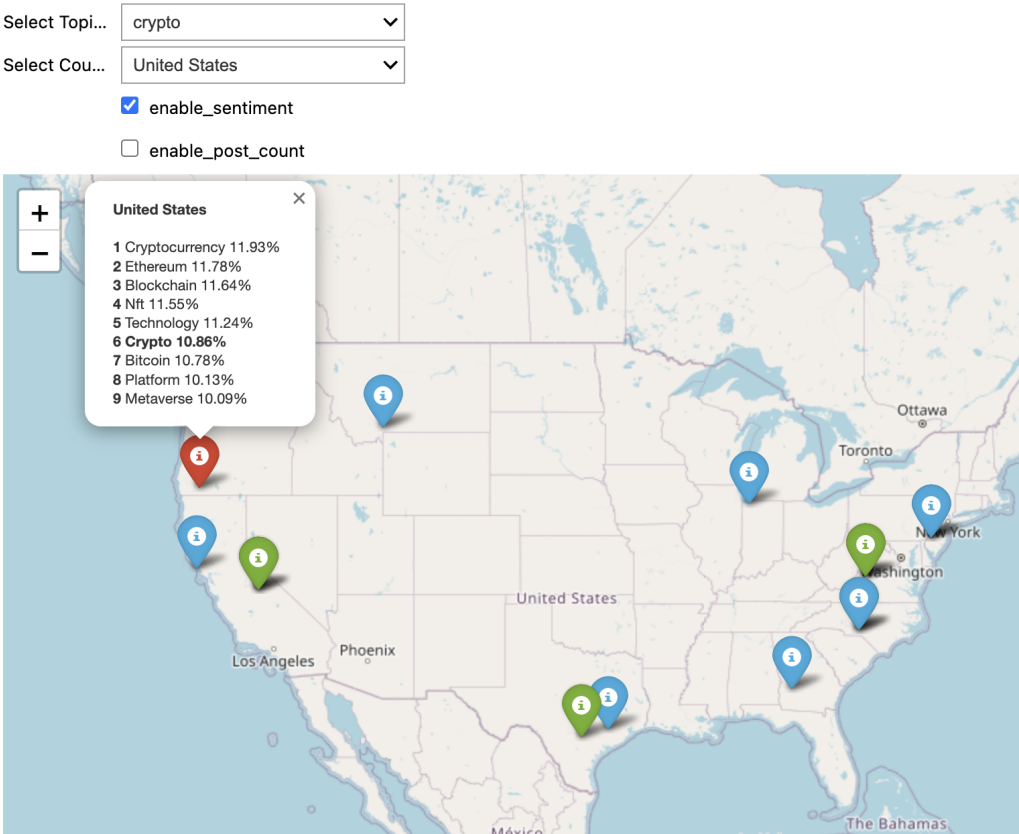 Select Topi...
crypto
Select Cou...
United States
enable_sentiment
enable_post_count
+
−
×
United States
1 Cryptocurrency 11.93%
2 Ethereum 11.78%
3 Blockchain 11.64%
4 Nft 11.55%
5 Technology 11.24%
6 Crypto 10.86%
7 Bitcoin 10.78%
8 Platform 10.13%
9 Metaverse 10.09%
Ottawa
Toronto
New York
Washington
United States
Phoenix
Los Angeles
México
The Bahamas